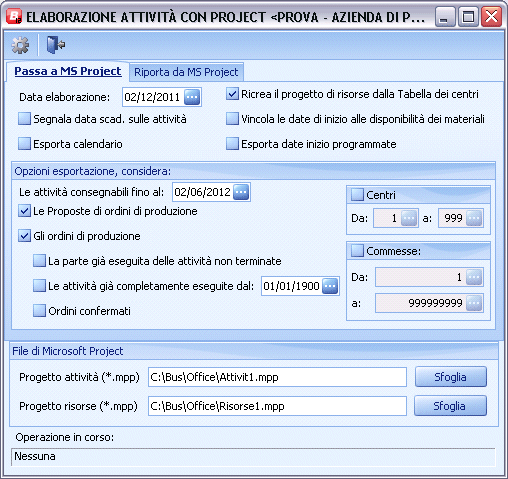 ELABORAZIONE ATTIVITÀ CON PROJECT <PROVA - AZIENDA DI P...
Passa a MS Project
Riporta da MS Project
Data elaborazione: 02/12/2011
Ricrea il progetto di risorse dalla Tabella dei centri
Segnala data scad. sulle attività
Vincola le date di inizio alle disponibilità dei materiali
Esporta calendario
Esporta date inizio programmate
Opzioni esportazione, considera:
Le attività consegnabili fino al: 02/06/2012
Le Proposte di ordini di produzione
Gli ordini di produzione
La parte già eseguita delle attività non terminate
Le attività già completamente eseguite dal: 01/01/1900
Ordini confermati
Centri
Da: 1 a: 999
Commesse:
Da: 1
a: 999999999
File di Microsoft Project
Progetto attività (*.mpp) C:\Bus\Office\Attivit1.mpp Sfoglia
Progetto risorse (*.mpp) C:\Bus\Office\Risorse1.mpp Sfoglia
Operazione in corso:
Nessuna